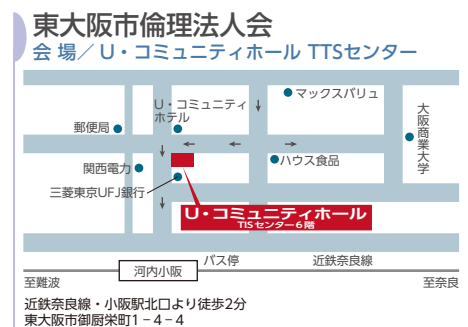 東大阪市倫理法人会
会 場／U・コミュニティホール TTSセンター
マックスバリュ
U・コミュニティ
ホテル
郵便局
大阪商業大学
関西電力
ハウス食品
三菱東京UFJ銀行
U・コミュニティホール
TISセンター6階
バス停
近鉄奈良線
河内小阪
至難波
至奈良
近鉄奈良線・小阪駅北口より徒歩2分
東大阪市御厨栄町1－4－4